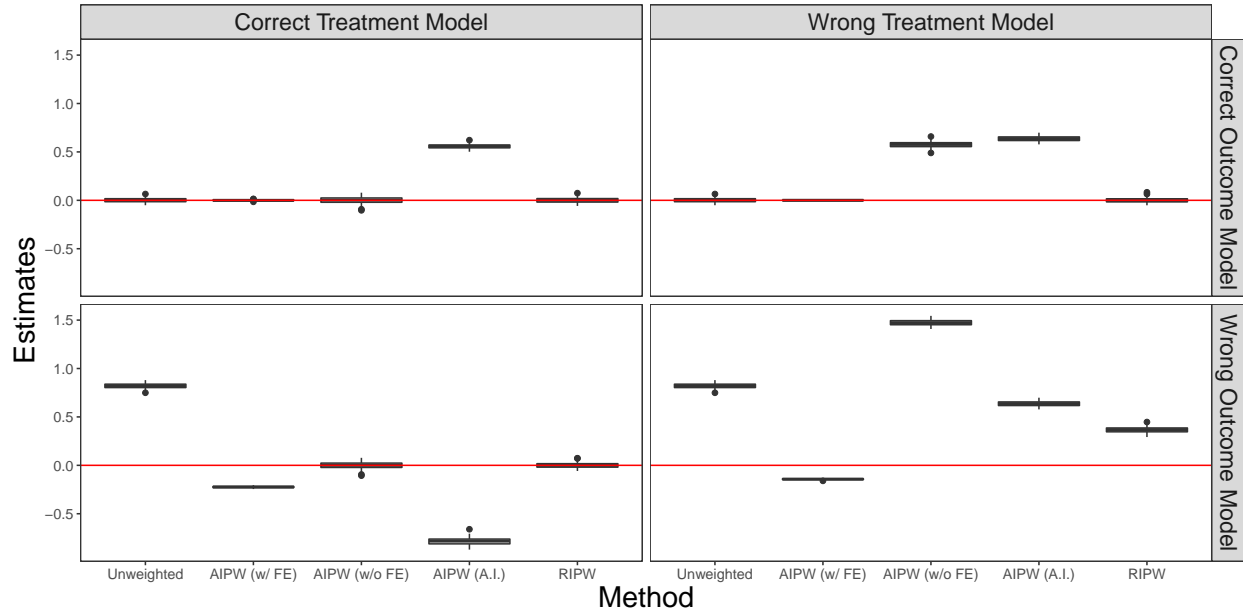 Correct Treatment Model
Wrong Treatment Model
1.5
1.0
0.5
0.0
−0.5
Correct Outcome Model
1.5
1.0
0.5
0.0
−0.5
Wrong Outcome Model
Estimates
Unweighted AIPW (w/ FE) AIPW (w/o FE) AIPW (A.I.) RIPW
Unweighted AIPW (w/ FE) AIPW (w/o FE) AIPW (A.I.) RIPW
Method